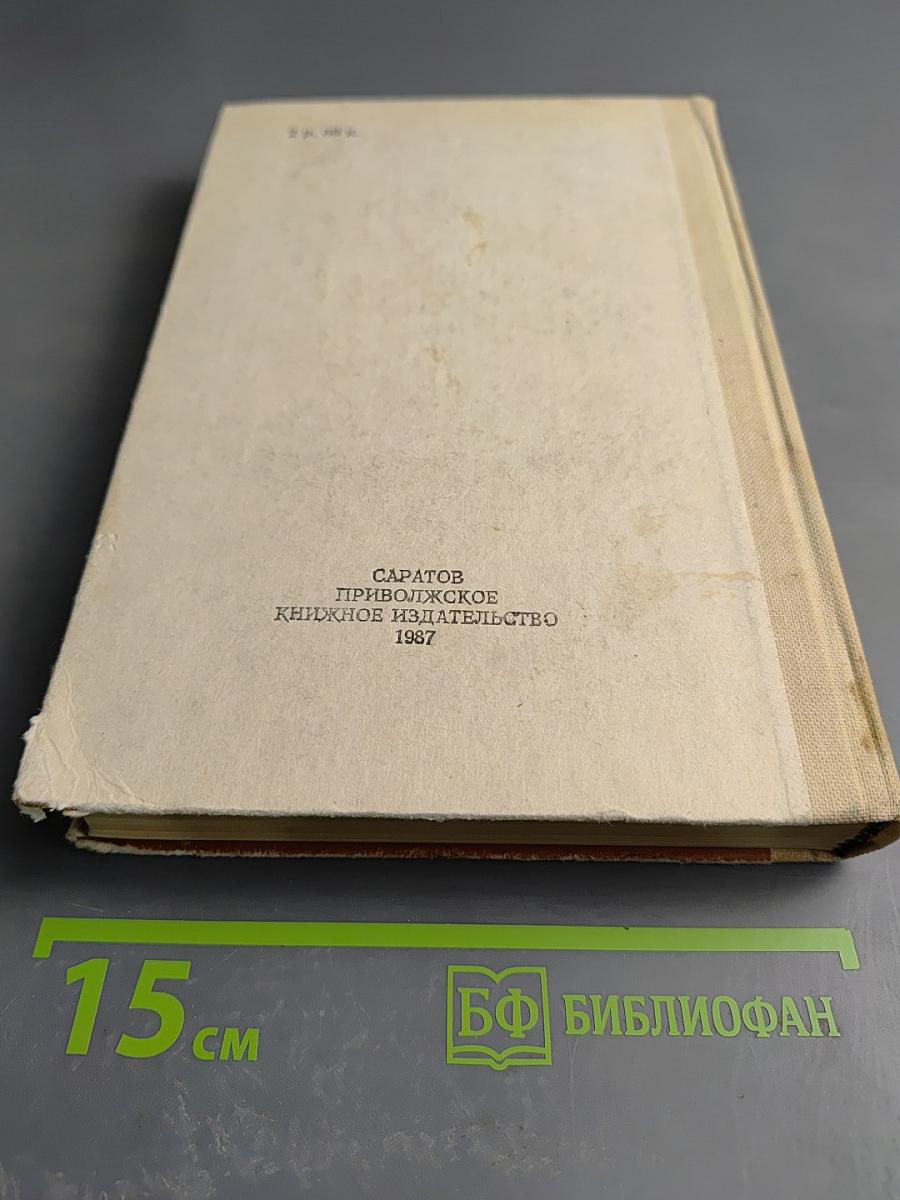 САРАТОВ
ПРИВОЛЖСКОЕ
КНИЖНОЕ ИЗДАТЕЛЬСТВО
1987
15 см
БФ БИБЛИОФАН